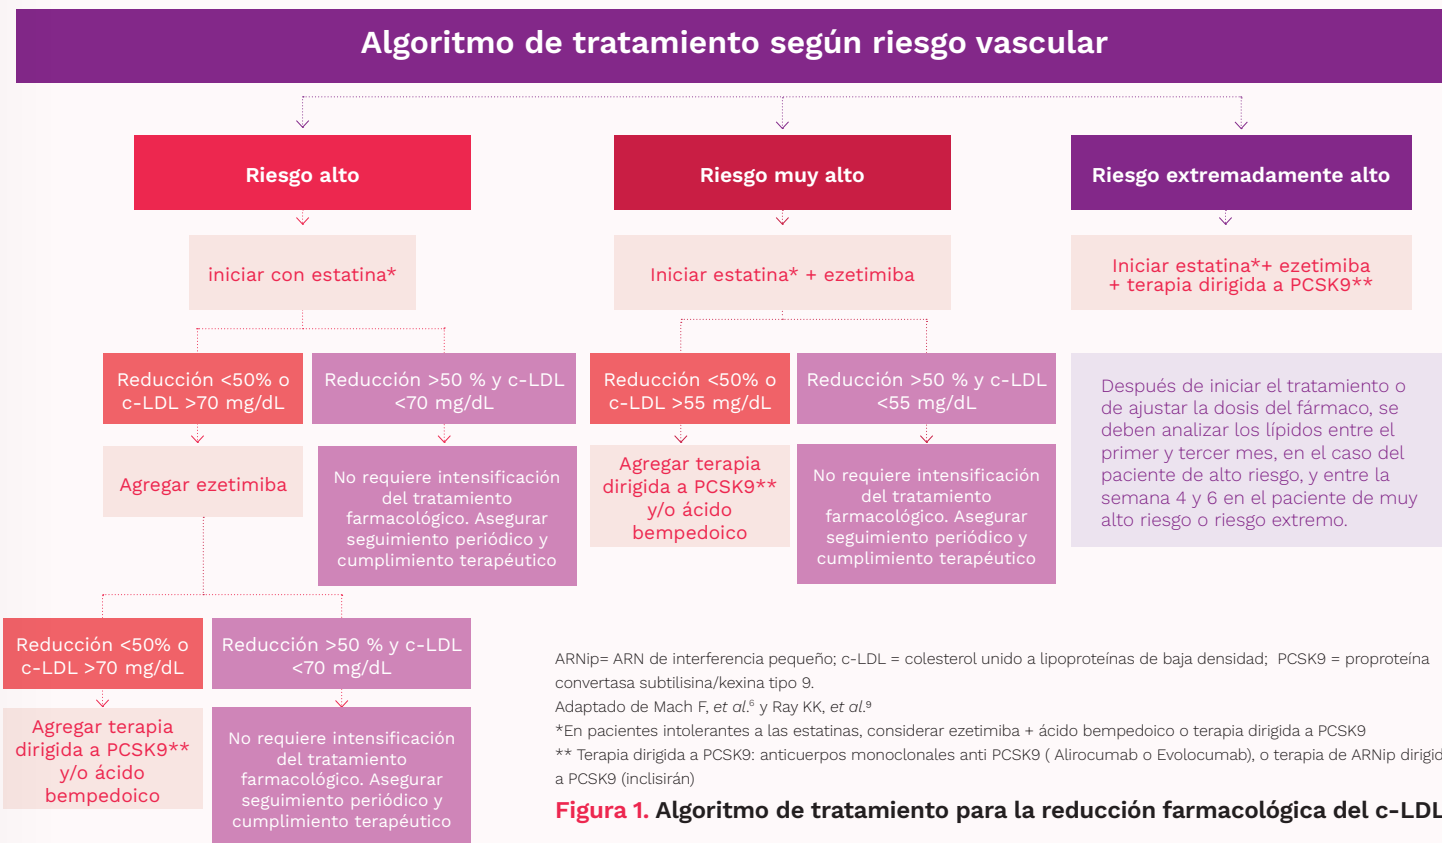 Algoritmo de tratamiento según riesgo vascular
Riesgo alto
iniciar con estatina*
Reducción <50% o
c-LDL >70 mg/dL
Reducción >50 % y c-LDL
<70 mg/dL
Agregar ezetimiba
No requiere intensificación
del tratamiento
farmacológico. Asegurar
seguimiento periódico y
cumplimiento terapéutico
Reducción <50% o
c-LDL >70 mg/dL
Reducción >50 % y c-LDL
<70 mg/dL
Agregar terapia
dirigida a PCSK9**
y/o ácido
bempedoico
No requiere intensificación
del tratamiento
farmacológico. Asegurar
seguimiento periódico y
cumplimiento terapéutico
Riesgo muy alto
Iniciar estatina* + ezetimiba
Reducción <50% o
c-LDL >55 mg/dL
Reducción >50 % y c-LDL
<55 mg/dL
Agregar terapia
dirigida a PCSK9**
y/o ácido
bempedoico
No requiere intensificación
del tratamiento
farmacológico. Asegurar
seguimiento periódico y
cumplimiento terapéutico
Riesgo extremadamente alto
Iniciar estatina*+ ezetimiba
+ terapia dirigida a PCSK9**
Después de iniciar el tratamiento o
de ajustar la dosis del fármaco, se
deben analizar los lípidos entre el
primer y tercer mes, en el caso del
paciente de alto riesgo, y entre la
semana 4 y 6 en el paciente de muy
alto riesgo o riesgo extremo.
ARNip= ARN de interferencia pequeño; c-LDL = colesterol unido a lipoproteínas de baja densidad; PCSK9 = proproteína
convertasa subtilisina/kexina tipo 9.
Adaptado de Mach F, et al.⁶ y Ray KK, et al.⁹
*En pacientes intolerantes a las estatinas, considerar ezetimiba + ácido bempedoico o terapia dirigida a PCSK9
** Terapia dirigida a PCSK9: anticuerpos monoclonales anti PCSK9 ( Alirocumab o Evolocumab), o terapia de ARNip dirigid
a PCSK9 (inclisirán)
Figura 1. Algoritmo de tratamiento para la reducción farmacológica del c-LDL